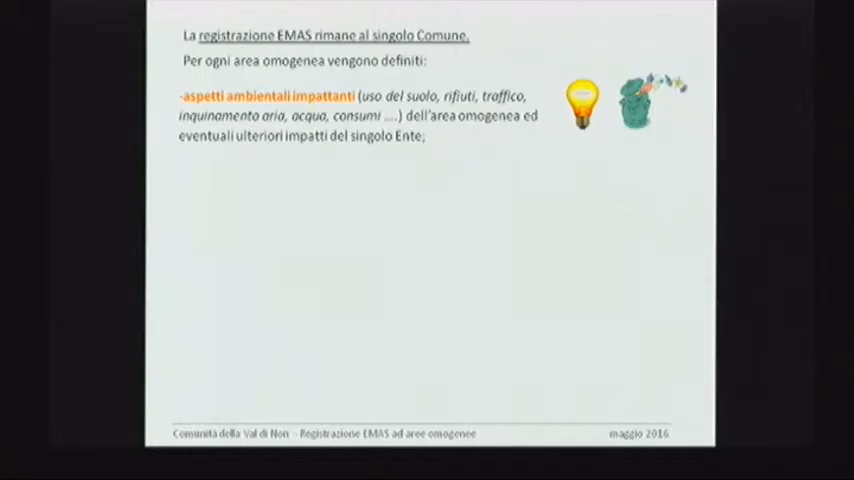 La registrazione EMAS rimane al singolo Comune.
Per ogni area omogenea vengono definiti:
-aspetti ambientali impattanti (uso del suolo, rifiuti, traffico,
inquinamento aria, acqua, consumi ....) dell'area omogenea ed
eventuali ulteriori impatti del singolo Ente;
Comunità della Val di Non - Registrazione EMAS ad aree omogenee
maggio 2016